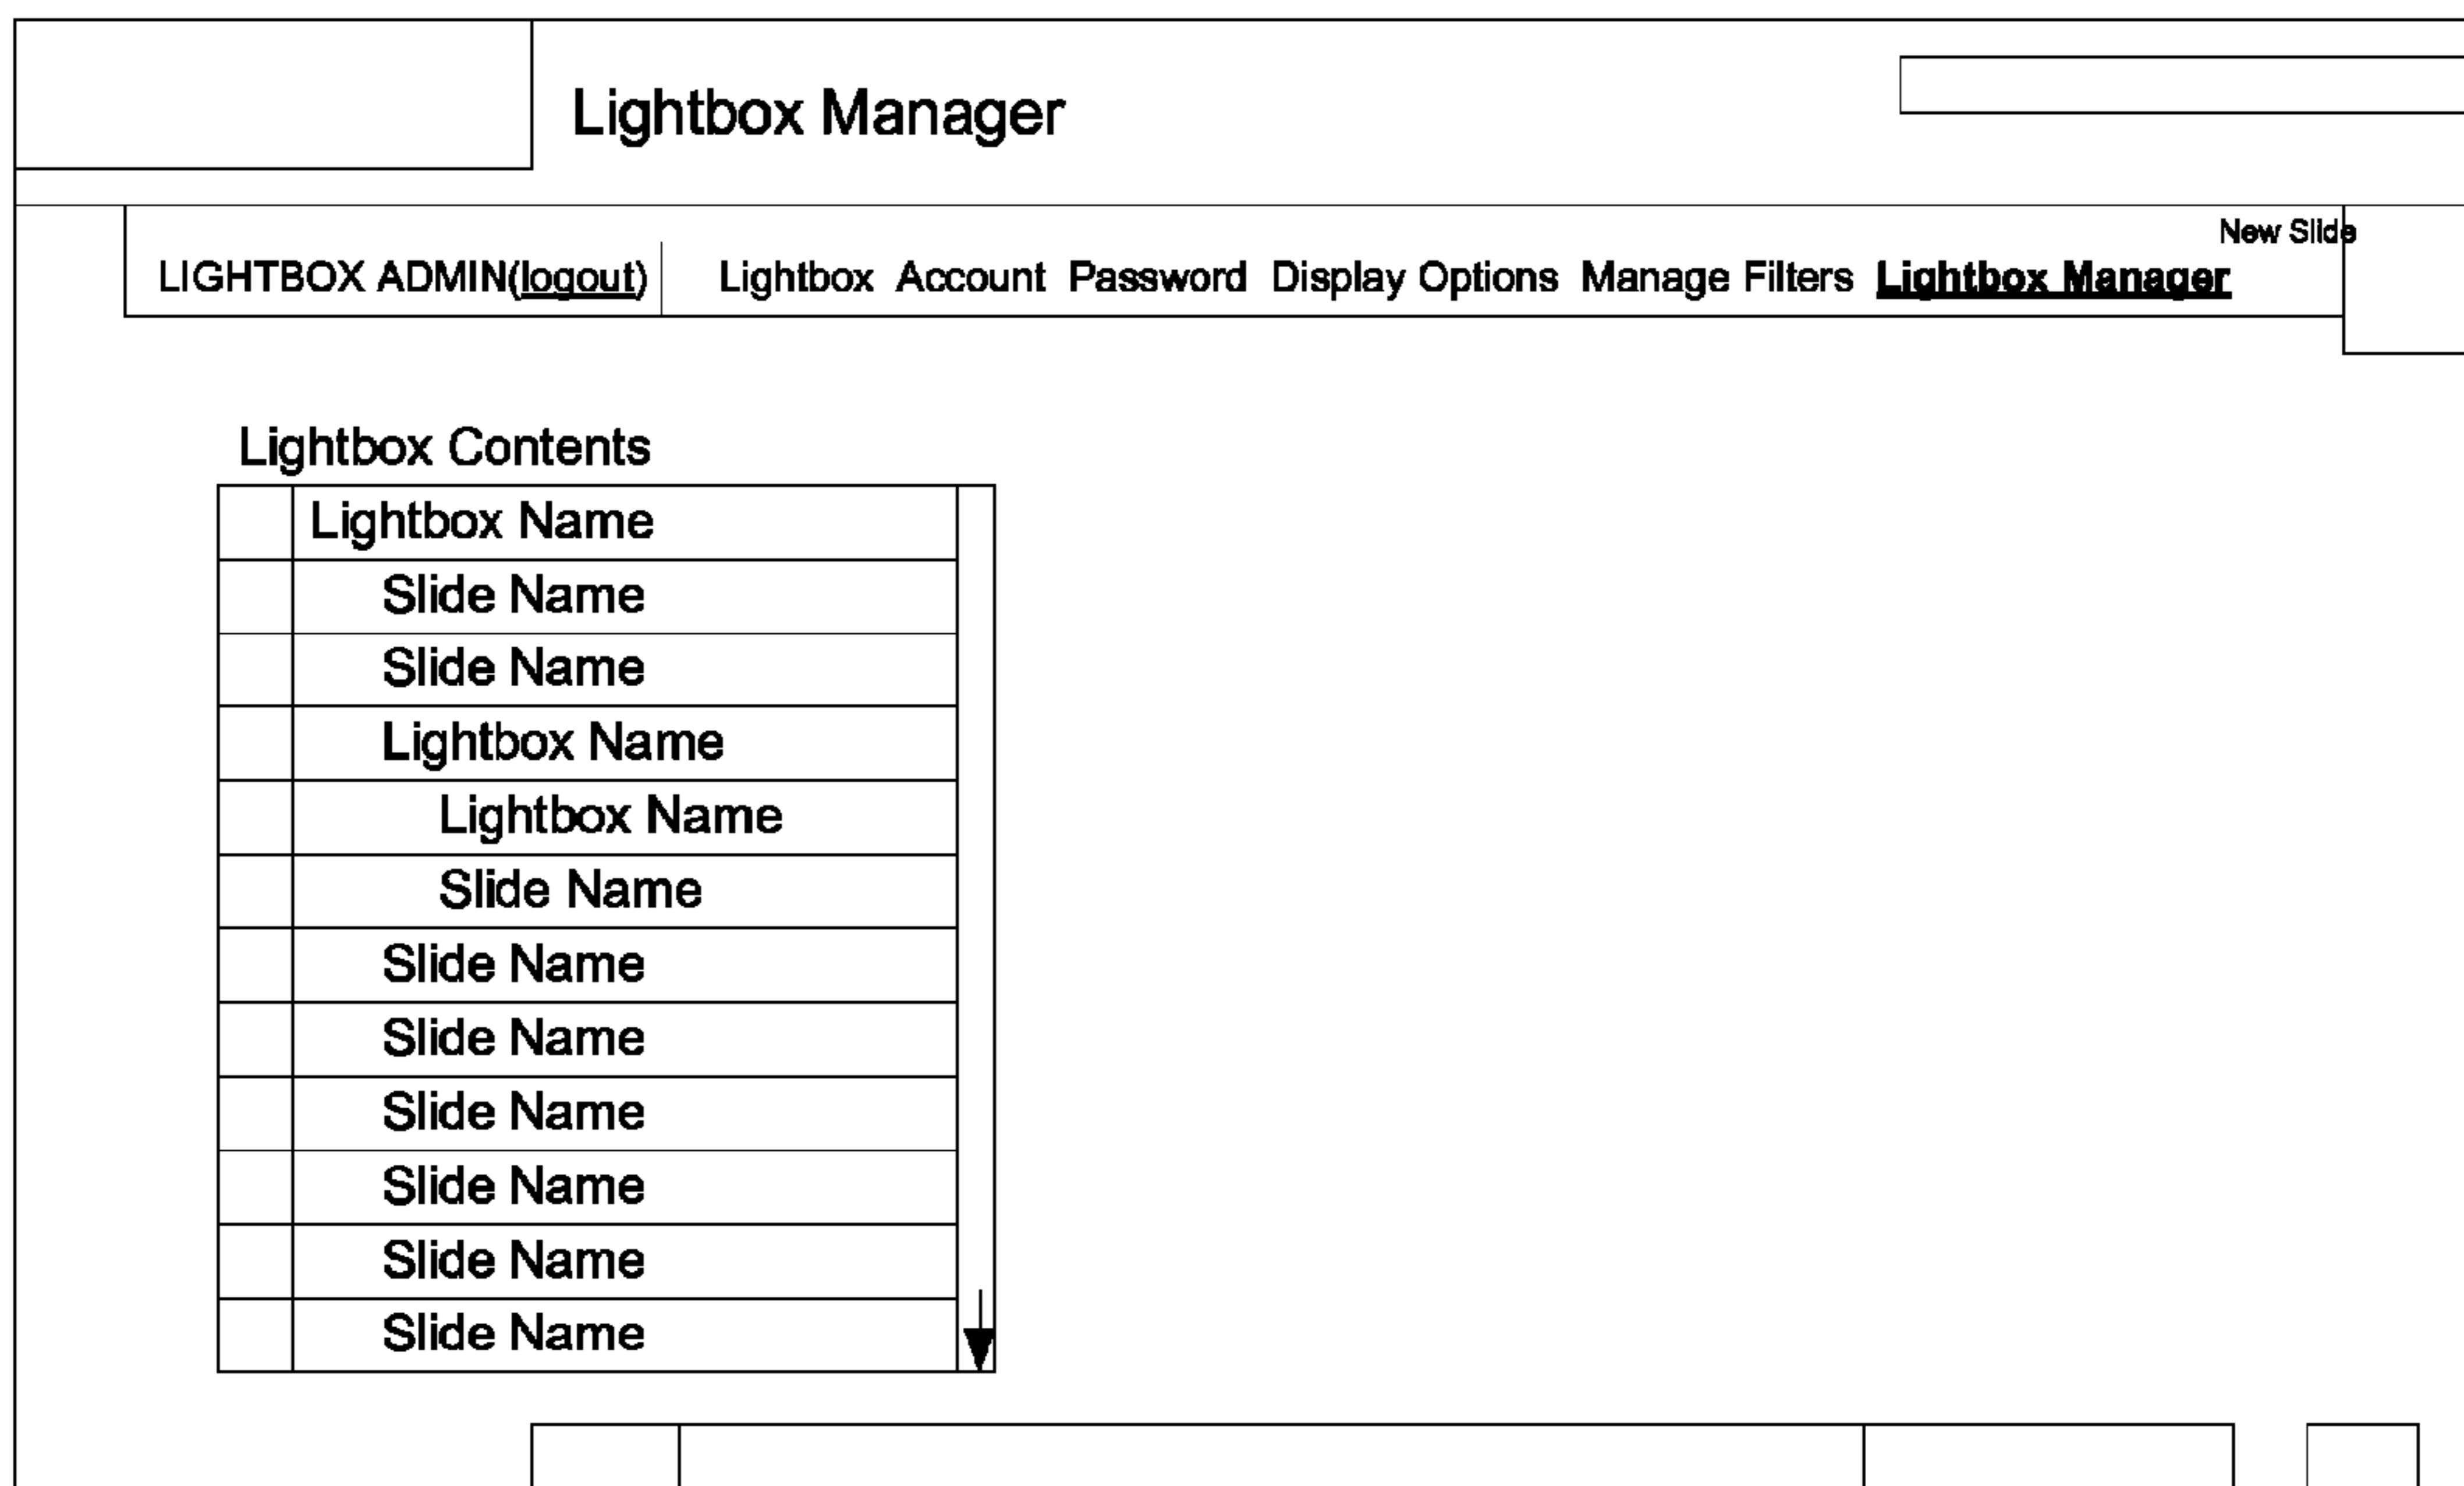 Lightbox Manager
New Slide
LIGHTBOX ADMIN(logout) Lightbox Account Password Display Options Manage Filters Lightbox Manager
Lightbox Contents
Lightbox Name
Slide Name
Slide Name
Lightbox Name
Lightbox Name
Slide Name
Slide Name
Slide Name
Slide Name
Slide Name
Slide Name
Slide Name